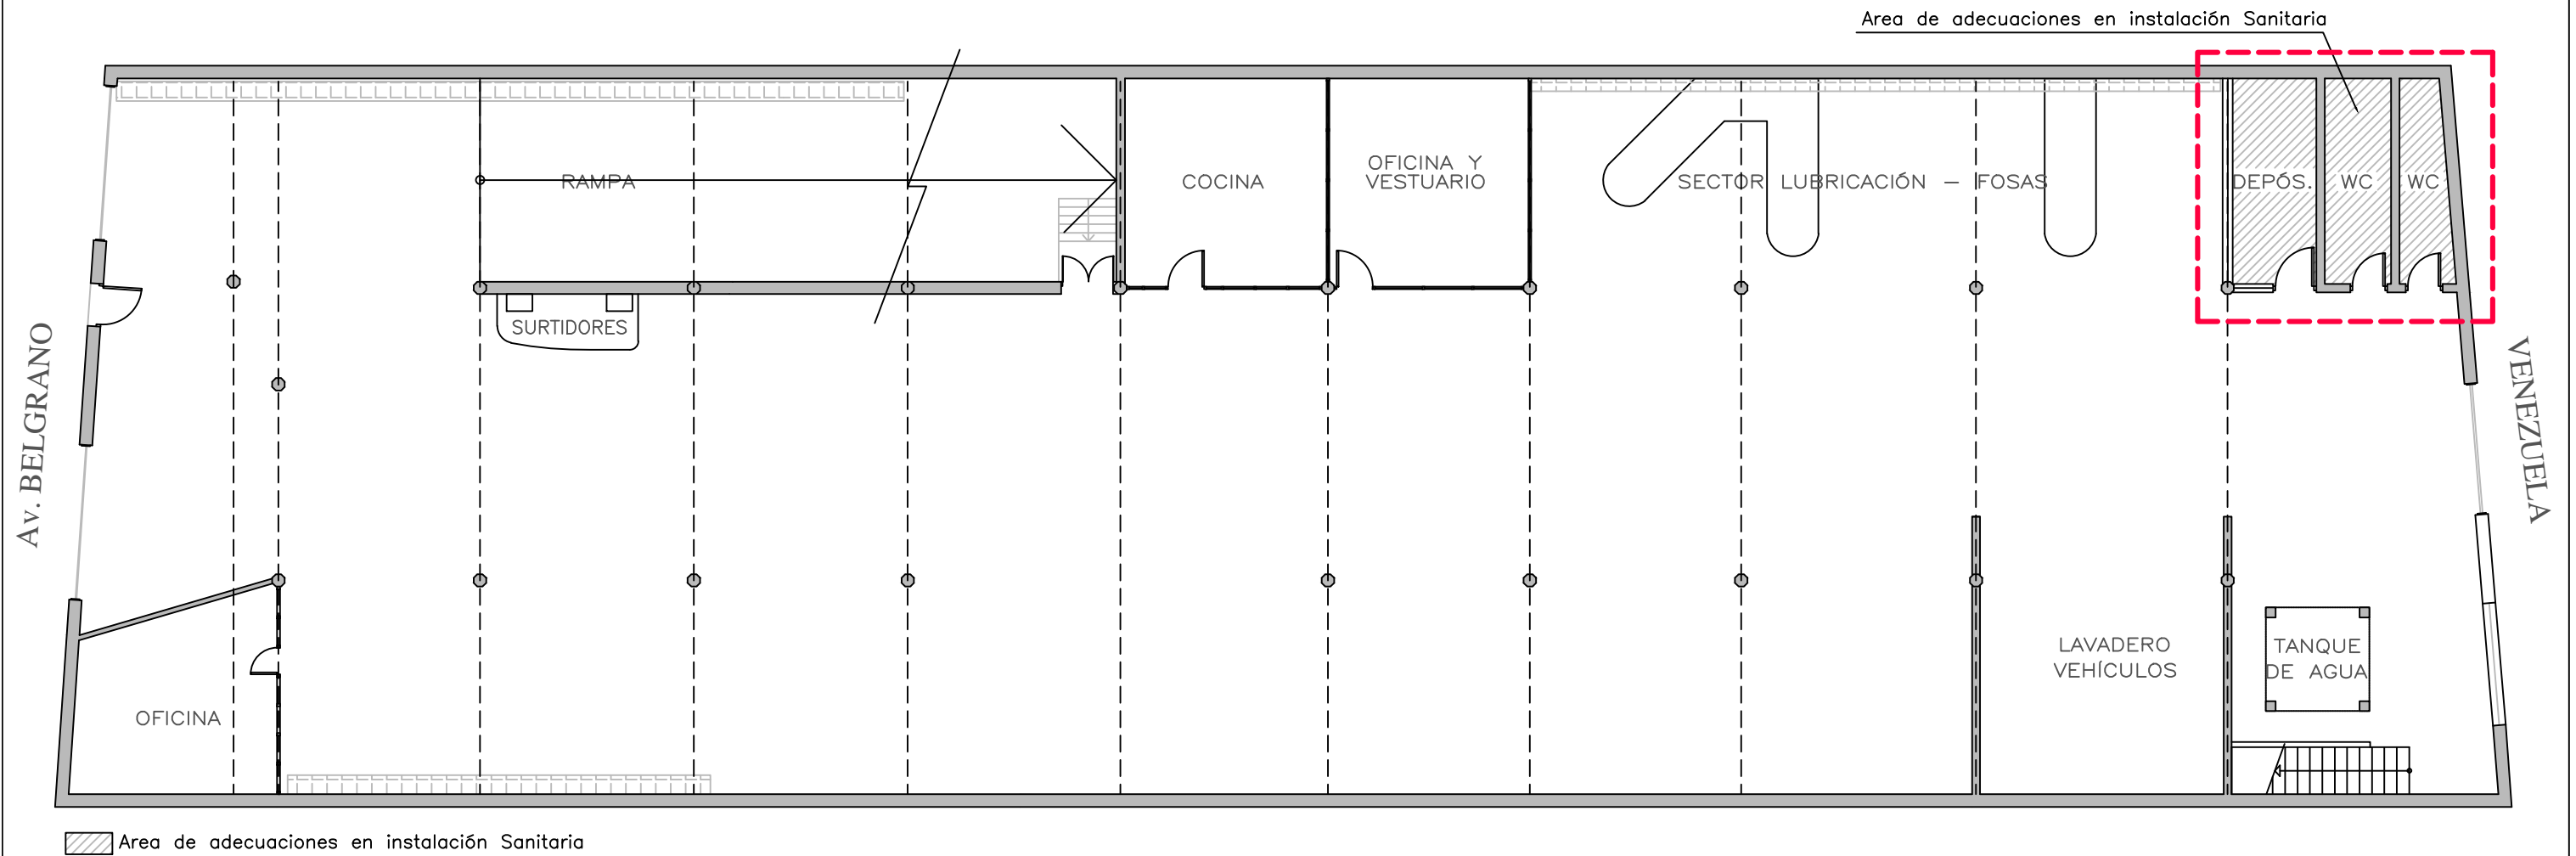 Area de adecuaciones en instalación Sanitaria
RAMPA
COCINA
OFICINA Y
VESTUARIO
SECTOR LUBRICACIÓN – FOSAS
DEPÓS.
WC
WC
SURTIDORES
Av. BELGRANO
VENEZUELA
OFICINA
LAVADERO
VEHÍCULOS
TANQUE
DE AGUA
Area de adecuaciones en instalación Sanitaria